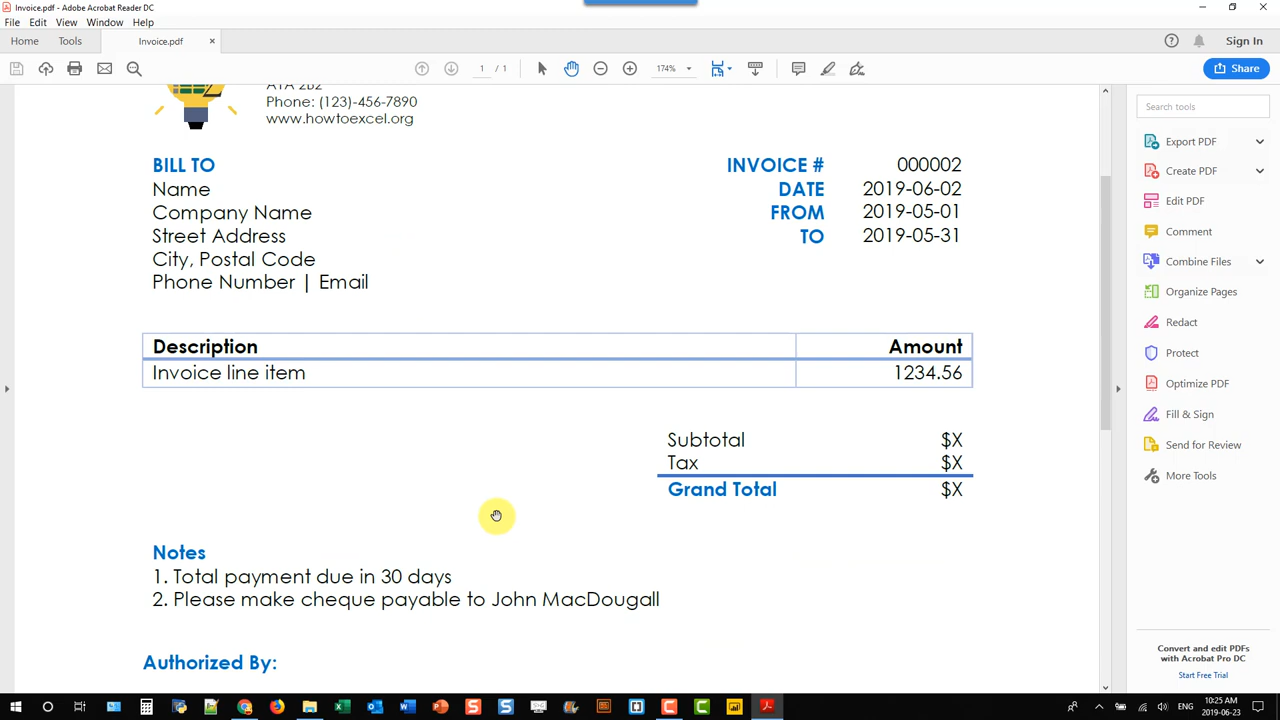 Invoice.pdf - Adobe Acrobat Reader DC
File Edit View Window Help
Home Tools Invoice.pdf × Sign In
1 / 1 174% Share
A1A 2B2
Phone: (123)-456-7890
www.howtoexcel.org
BILL TO
Name
Company Name
Street Address
City, Postal Code
Phone Number | Email
INVOICE # 000002
DATE 2019-06-02
FROM 2019-05-01
TO 2019-05-31
Description Amount
Invoice line item 1234.56
Subtotal $X
Tax $X
Grand Total $X
Notes
1. Total payment due in 30 days
2. Please make cheque payable to John MacDougall
Authorized By:
Search tools
Export PDF
Create PDF
Edit PDF
Comment
Combine Files
Organize Pages
Redact
Protect
Optimize PDF
Fill & Sign
Send for Review
More Tools
Convert and edit PDFs
with Acrobat Pro DC
Start Free Trial
ENG
10:25 AM
2019-06-23